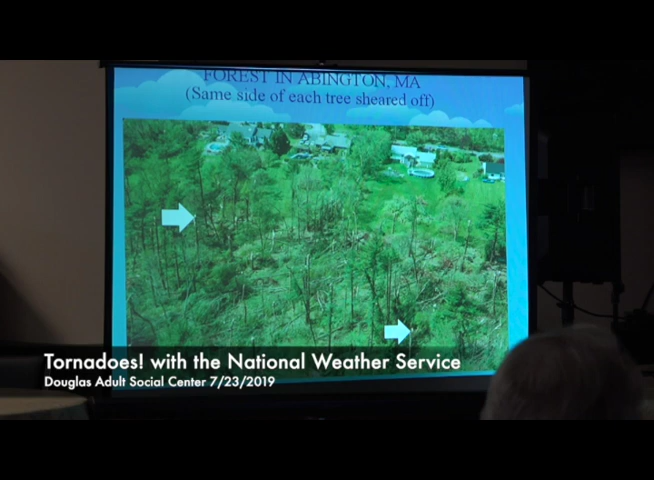 FOREST IN ABINGTON, MA
(Same side of each tree sheared off)
Tornadoes! with the National Weather Service
Douglas Adult Social Center 7/23/2019